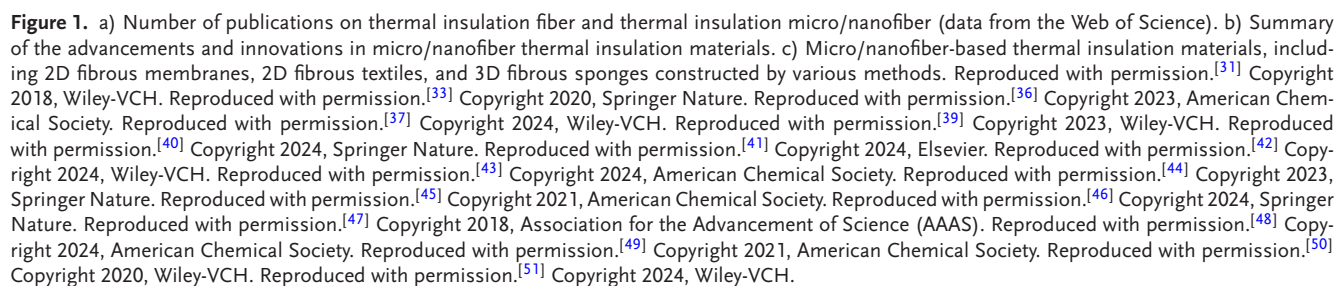 Figure 1. a) Number of publications on thermal insulation fiber and thermal insulation micro/nanofiber (data from the Web of Science). b) Summary
of the advancements and innovations in micro/nanofiber thermal insulation materials. c) Micro/nanofiber-based thermal insulation materials, includ-
ing 2D fibrous membranes, 2D fibrous textiles, and 3D fibrous sponges constructed by various methods. Reproduced with permission.[31] Copyright
2018, Wiley-VCH. Reproduced with permission.[33] Copyright 2020, Springer Nature. Reproduced with permission.[36] Copyright 2023, American Chem-
ical Society. Reproduced with permission.[37] Copyright 2024, Wiley-VCH. Reproduced with permission.[39] Copyright 2023, Wiley-VCH. Reproduced
with permission.[40] Copyright 2024, Springer Nature. Reproduced with permission.[41] Copyright 2024, Elsevier. Reproduced with permission.[42] Copy-
right 2024, Wiley-VCH. Reproduced with permission.[43] Copyright 2024, American Chemical Society. Reproduced with permission.[44] Copyright 2023,
Springer Nature. Reproduced with permission.[45] Copyright 2021, American Chemical Society. Reproduced with permission.[46] Copyright 2024, Springer
Nature. Reproduced with permission.[47] Copyright 2018, Association for the Advancement of Science (AAAS). Reproduced with permission.[48] Copy-
right 2024, American Chemical Society. Reproduced with permission.[49] Copyright 2021, American Chemical Society. Reproduced with permission.[50]
Copyright 2020, Wiley-VCH. Reproduced with permission.[51] Copyright 2024, Wiley-VCH.